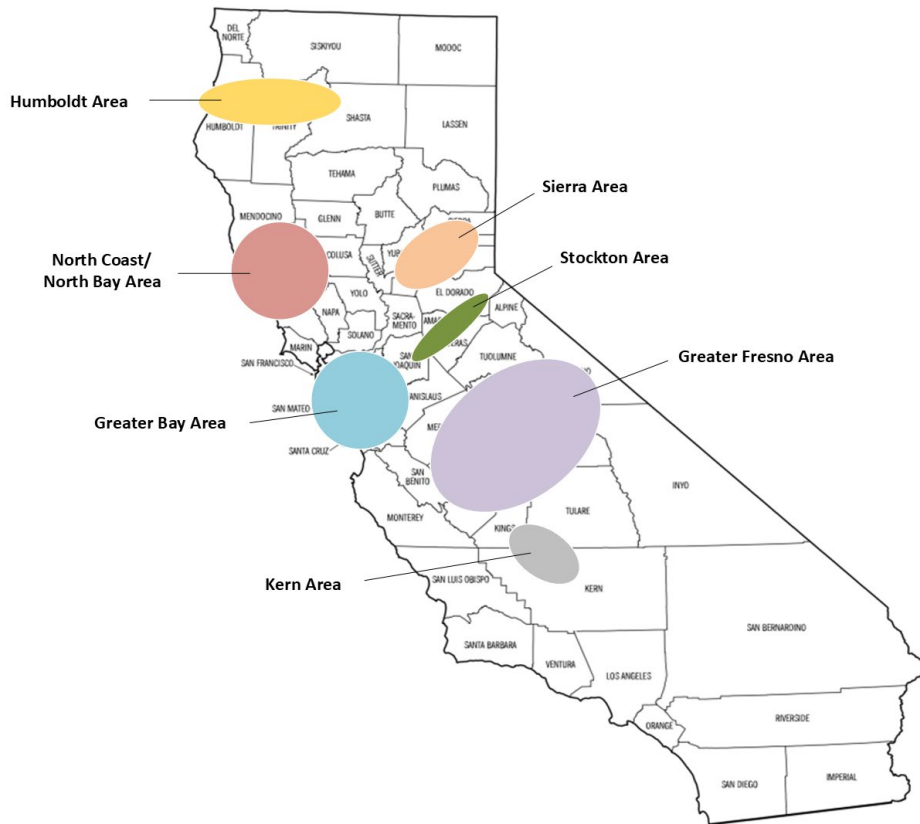 DEL
NORTE
SISKIYOU
MODOC
Humboldt Area
HUMBOLDT
TRINITY
SHASTA
LASSEN
TEHAMA
PLUMAS
Sierra Area
MENDOCINO
GLENN
BUTTE
North Coast/
North Bay Area
COLUSA
SUTTER
Stockton Area
YOLO
NAPA
EL DORADO
ALPINE
SACRA-
MENTO
SOLANO
MARIN
SAN FRANCISCO
TUOLUMNE
Greater Fresno Area
SAN MATEO
Greater Bay Area
SANTA CRUZ
SAN
BENITO
INYO
MONTEREY
KINGS
TULARE
Kern Area
SAN LUIS OBISPO
KERN
SANTA BARBARA
VENTURA
LOS ANGELES
SAN BERNARDINO
ORANGE
RIVERSIDE
SAN DIEGO
IMPERIAL